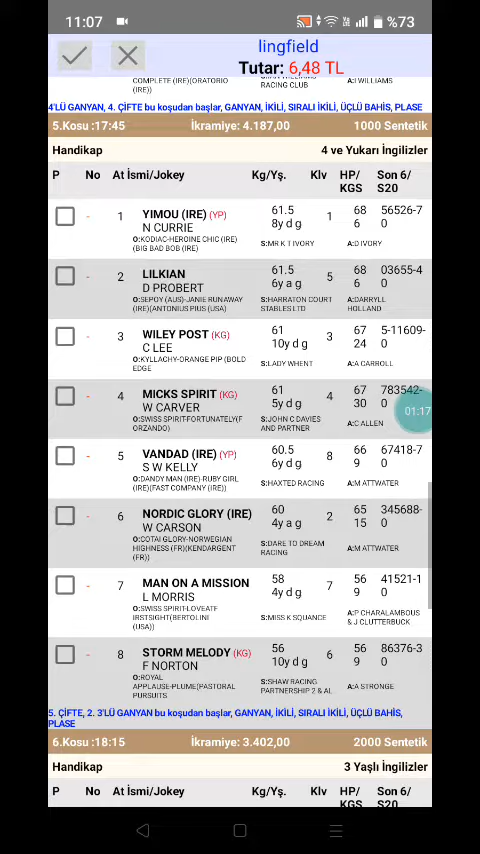 11:07
%73
lingfield
Tutar: 6,48 TL
COMPLETE (IRE)(ORATORIO (IRE))
RACING CLUB
A:I WILLIAMS
4'LÜ GANYAN, 4. ÇİFTE bu koşudan başlar, GANYAN, İKİLİ, SIRALI İKİLİ, ÜÇLÜ BAHİS, PLASE
5.Kosu :17:45 İkramiye: 4.187,00 1000 Sentetik
Handikap 4 ve Yukarı İngilizler
P No At İsmi/Jokey Kg/Yş. Klv HP/ KGS Son 6/ S20
- 1 YIMOU (IRE) (YP) 61.5 1 68 56526-7
N CURRIE 8y d g 6 0
O:KODIAC-HEROINE CHIC (IRE) (BIG BAD BOB (IRE) S:MR K T IVORY A:D IVORY
- 2 LILKIAN 61.5 5 68 03655-4
D PROBERT 6y a g 6 0
O:SEPOY (AUS)-JANIE RUNAWAY (IRE)(ANTONIUS PIUS (USA) S:HARRATON COURT STABLES LTD A:DARRYLL HOLLAND
- 3 WILEY POST (KG) 61 3 67 5-11609-
C LEE 10y d g 24 0
O:KYLLACHY-ORANGE PIP (BOLD EDGE S:LADY WHENT A:A CARROLL
- 4 MICKS SPIRIT (KG) 61 4 67 783542-
W CARVER 5y d g 30 0
O:SWISS SPIRIT-FORTUNATELY(F ORZANDO) S:JOHN C DAVIES AND PARTNER A:C ALLEN
01:17
- 5 VANDAD (IRE) (YP) 60.5 8 66 67418-7
S W KELLY 6y d g 9 0
O:DANDY MAN (IRE)-RUBY GIRL (IRE)(FAST COMPANY (IRE)) S:HAXTED RACING A:M ATTWATER
- 6 NORDIC GLORY (IRE) 60 2 65 345688-
W CARSON 4y a g 15 0
O:COTAI GLORY-NORWEGIAN HIGHNESS (FR)(KENDARGENT (FR)) S:DARE TO DREAM RACING A:M ATTWATER
- 7 MAN ON A MISSION 58 7 56 41521-1
L MORRIS 4y d g 9 0
O:SWISS SPIRIT-LOVEATF IRSTSIGHT(BERTOLINI (USA)) S:MISS K SQUANCE A:P CHARALAMBOUS & J CLUTTERBUCK
- 8 STORM MELODY (KG) 56 6 56 86376-3
F NORTON 10y d g 9 0
O:ROYAL APPLAUSE-PLUME(PASTORAL PURSUITS S:SHAW RACING PARTNERSHIP 2 & AL A:A STRONGE
5. ÇİFTE, 2. 3'LÜ GANYAN bu koşudan başlar, GANYAN, İKİLİ, SIRALI İKİLİ, ÜÇLÜ BAHİS,
PLASE
6.Kosu :18:15 İkramiye: 3.402,00 2000 Sentetik
Handikap 3 Yaşlı İngilizler
P No At İsmi/Jokey Kg/Yş. Klv HP/ KGS Son 6/ S20